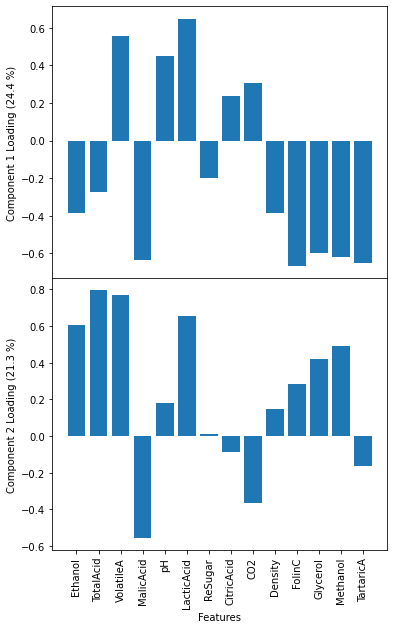 Component 1 Loading (24.4 %)
0.6
0.4
0.2
0.0
−0.2
−0.4
−0.6
Component 2 Loading (21.3 %)
0.8
0.6
0.4
0.2
0.0
−0.2
−0.4
−0.6
Ethanol
TotalAcid
VolatileA
MalicAcid
pH
LacticAcid
ReSugar
CitricAcid
CO2
Density
FolinC
Glycerol
Methanol
TartaricA
Features